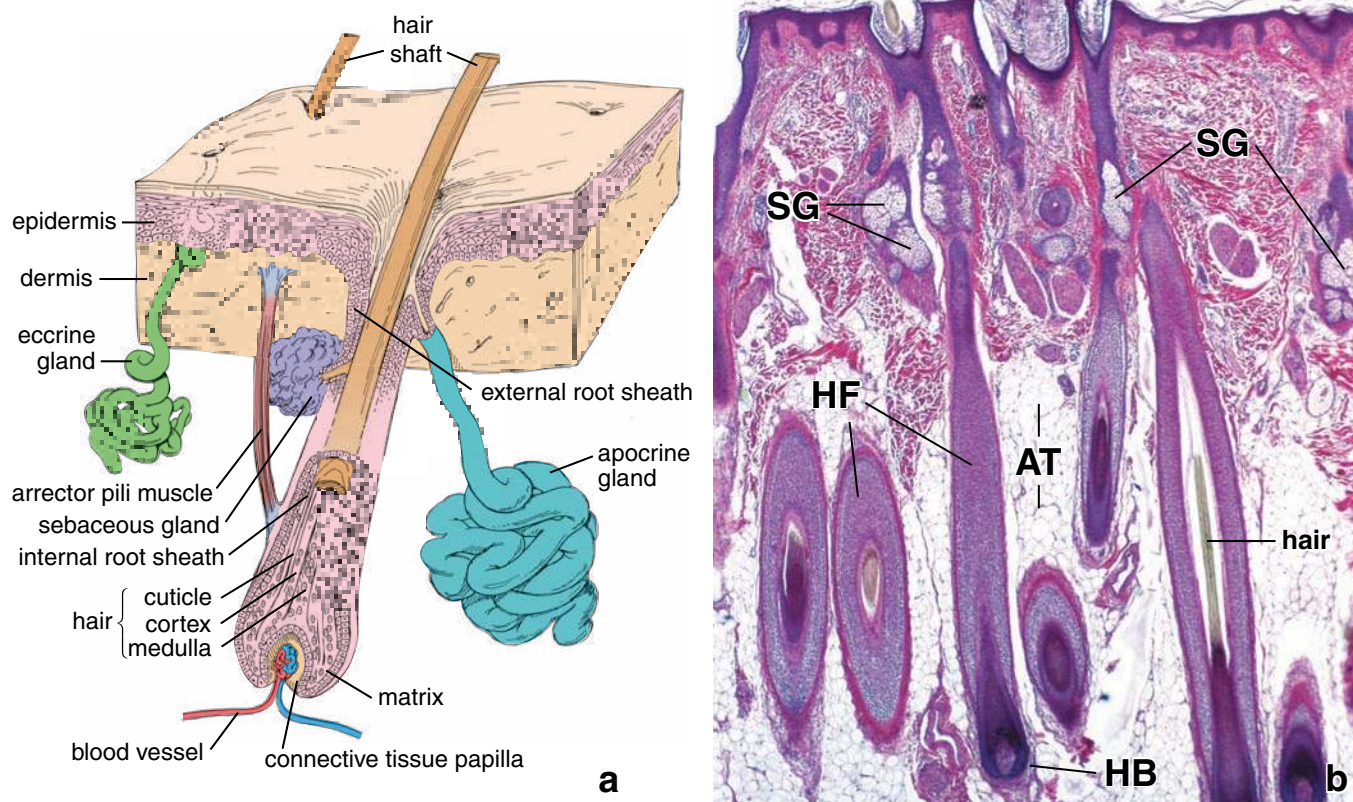 hair
shaft
epidermis
dermis
eccrine
gland
external root sheath
apocrine
gland
arrector pili muscle
sebaceous gland
internal root sheath
hair
cuticle
cortex
medulla
matrix
blood vessel
connective tissue papilla
a
SG
SG
HF
AT
hair
HB
b